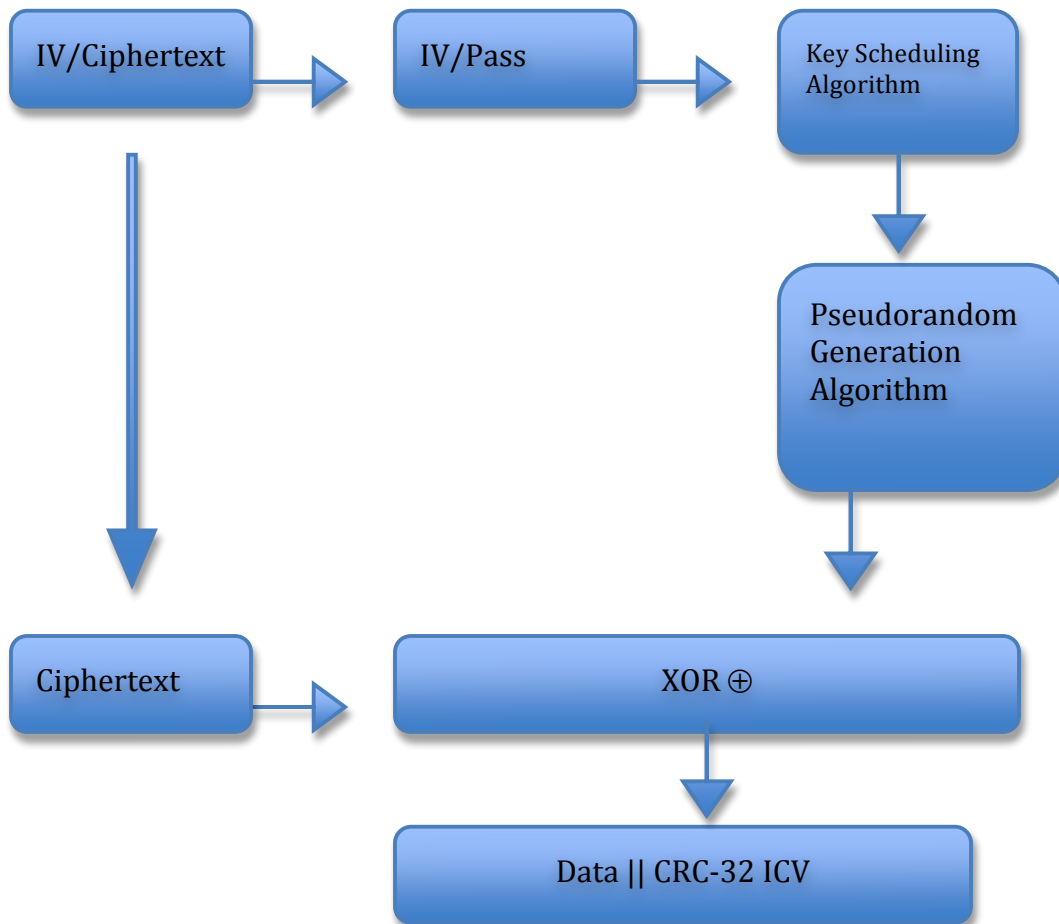 IV/Ciphertext
IV/Pass
Key Scheduling
Algorithm
Pseudorandom
Generation
Algorithm
Ciphertext
XOR ⊕
Data || CRC-32 ICV